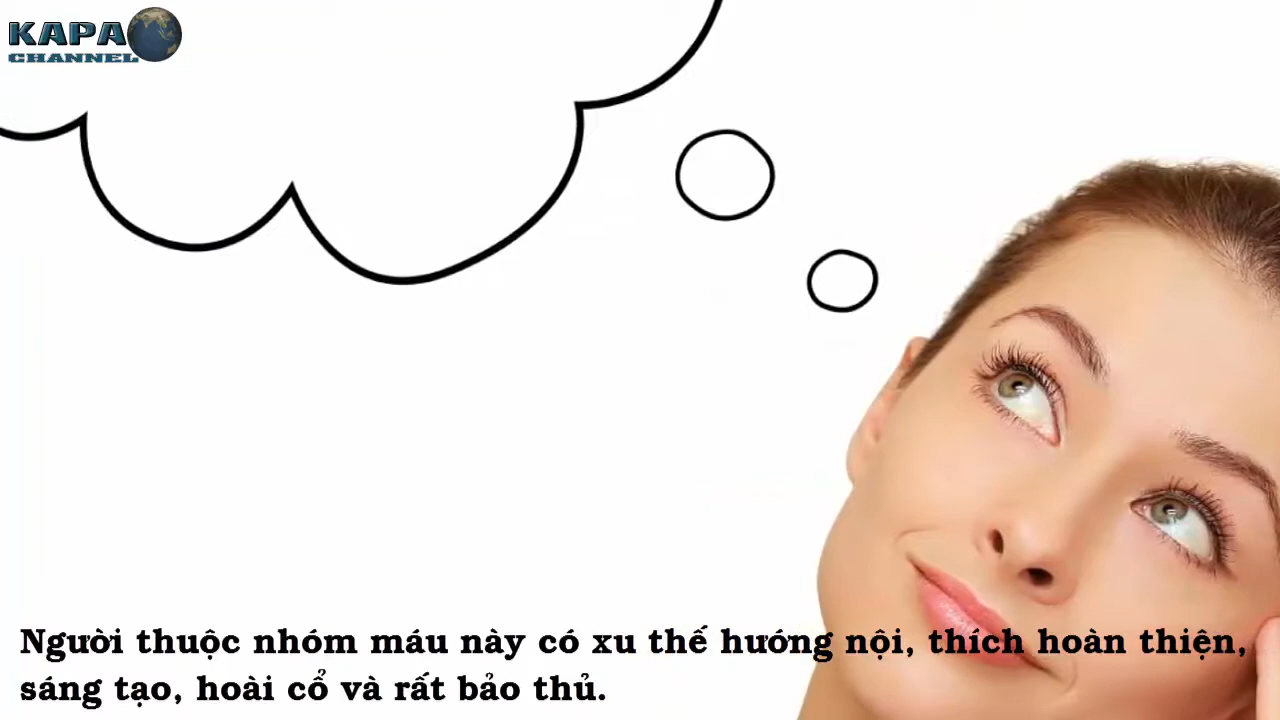 KAPA
CHANNEL
Người thuộc nhóm máu này có xu thế hướng nội, thích hoàn thiện,
sáng tạo, hoài cổ và rất bảo thủ.